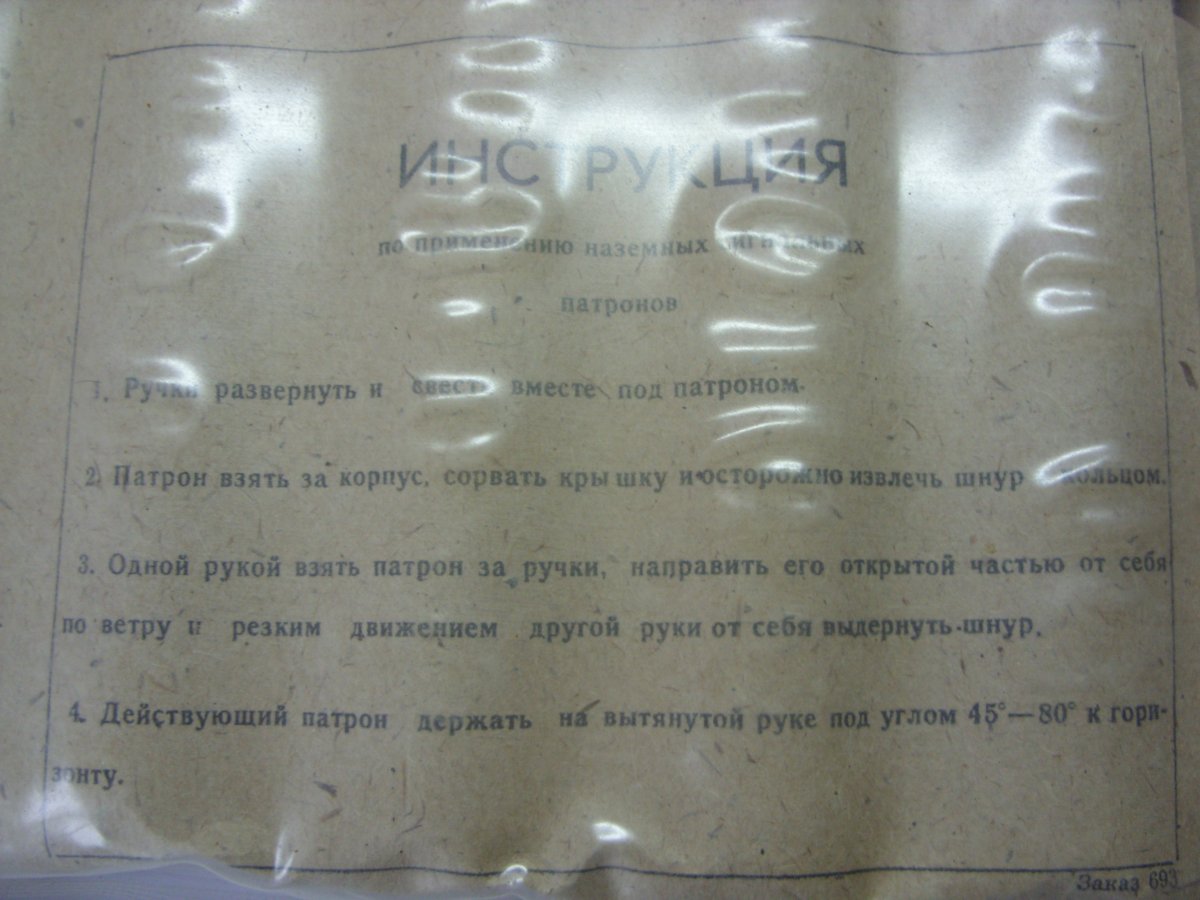 ИНСТРУКЦИЯ
по применению наземных сигнальных
патронов
1. Ручки развернуть и свести вместе под патроном.
2. Патрон взять за корпус, сорвать крышку и осторожно извлечь шнур кольцом.
3. Одной рукой взять патрон за ручки, направить его открытой частью от себя
по ветру и резким движением другой руки от себя выдернуть шнур.
4. Действующий патрон держать на вытянутой руке под углом 45°—80° к гори-
зонту.
Заказ 693